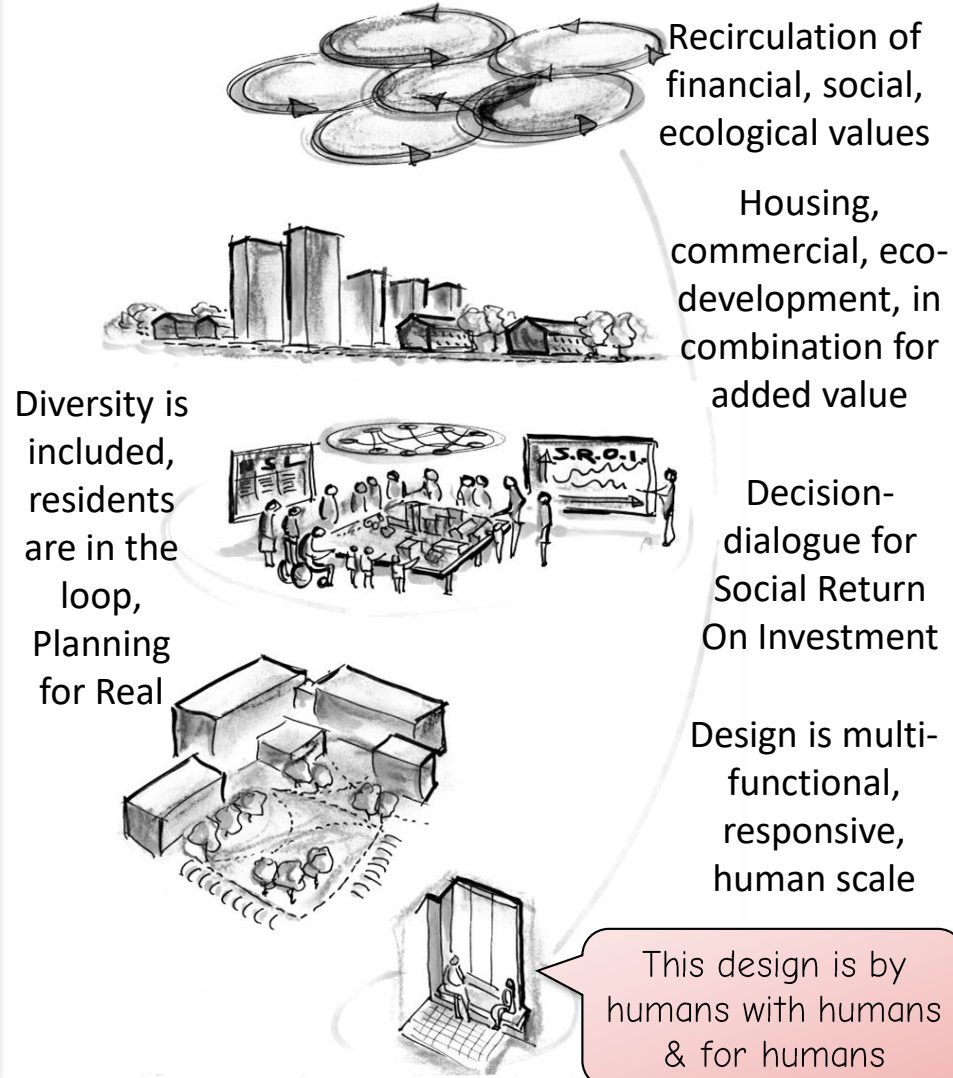 Recirculation of
financial, social,
ecological values
Housing,
commercial, eco-
development, in
combination for
added value
Diversity is
included,
residents
are in the
loop,
Planning
for Real
S.R.O.I.
Decision-
dialogue for
Social Return
On Investment
Design is multi-
functional,
responsive,
human scale
This design is by
humans with humans
& for humans